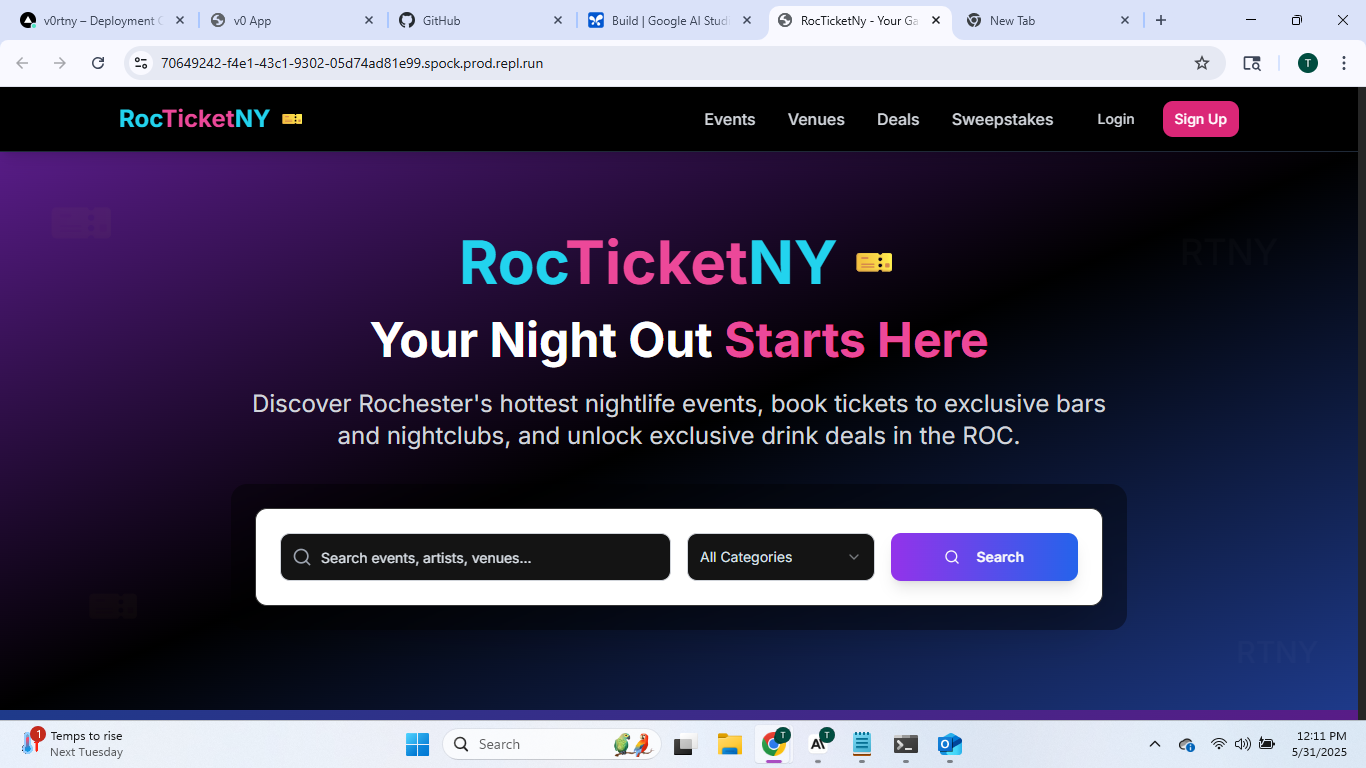 v0rtny – Deployment O
v0 App
GitHub
Build | Google AI Studi
RocTicketNy - Your Ga
New Tab
70649242-f4e1-43c1-9302-05d74ad81e99.spock.prod.repl.run
T
RocTicketNY
Events
Venues
Deals
Sweepstakes
Login
Sign Up
RTNY
RocTicketNY
Your Night Out Starts Here
Discover Rochester's hottest nightlife events, book tickets to exclusive bars
and nightclubs, and unlock exclusive drink deals in the ROC.
Search events, artists, venues...
All Categories
Search
RTNY
1
Temps to rise
Next Tuesday
Search
T
T
12:11 PM
5/31/2025